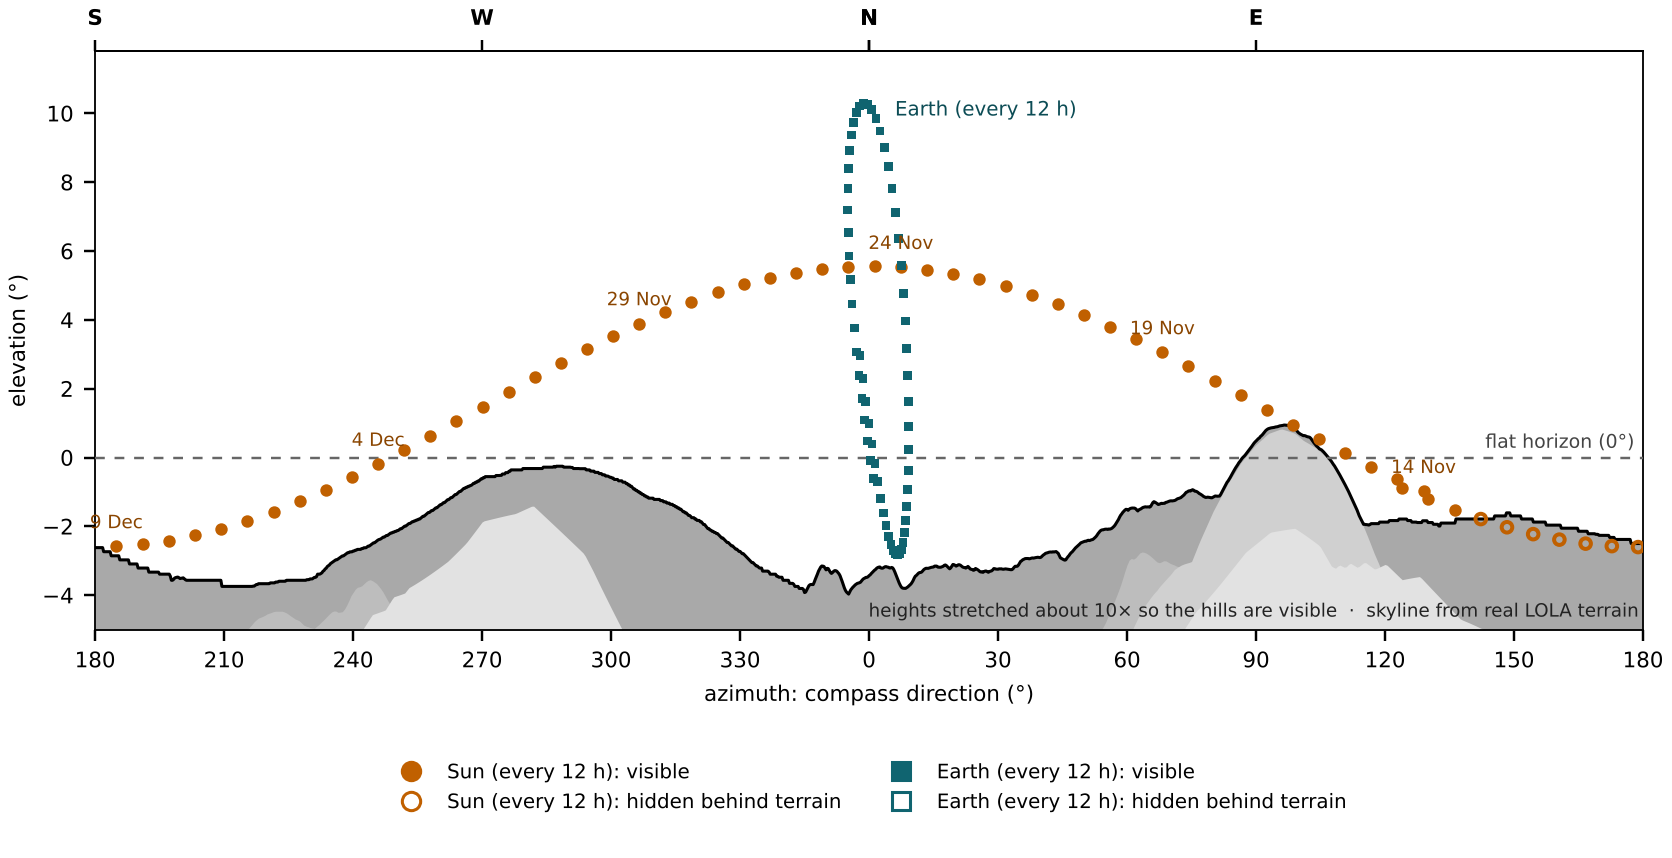 S W N E
Earth (every 12 h)
24 Nov
29 Nov
19 Nov
4 Dec
flat horizon (0°)
14 Nov
9 Dec
heights stretched about 10× so the hills are visible · skyline from real LOLA terrain
10
8
6
4
2
0
−2
−4
elevation (°)
180 210 240 270 300 330 0 30 60 90 120 150 180
azimuth: compass direction (°)
Sun (every 12 h): visible
Sun (every 12 h): hidden behind terrain
Earth (every 12 h): visible
Earth (every 12 h): hidden behind terrain